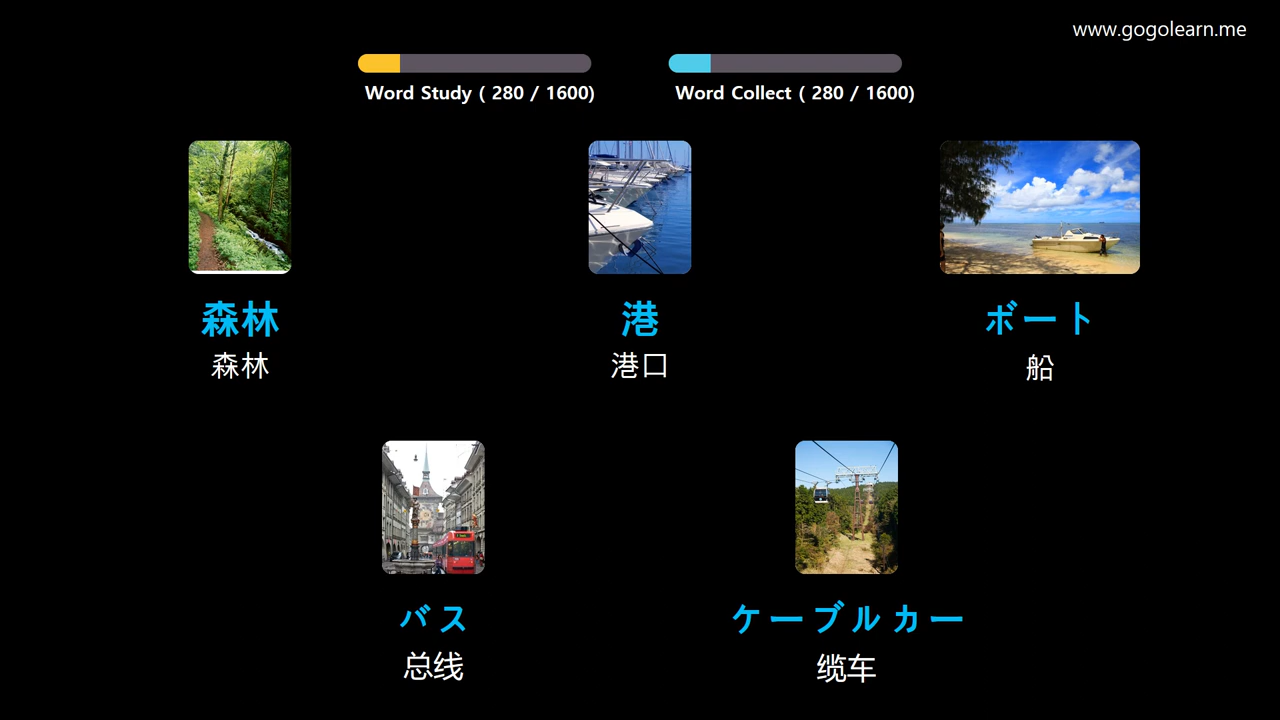 www.gogolearn.me
Word Study ( 280 / 1600)
Word Collect ( 280 / 1600)
森林
森林
港
港口
ボート
船
バス
总线
ケーブルカー
缆车